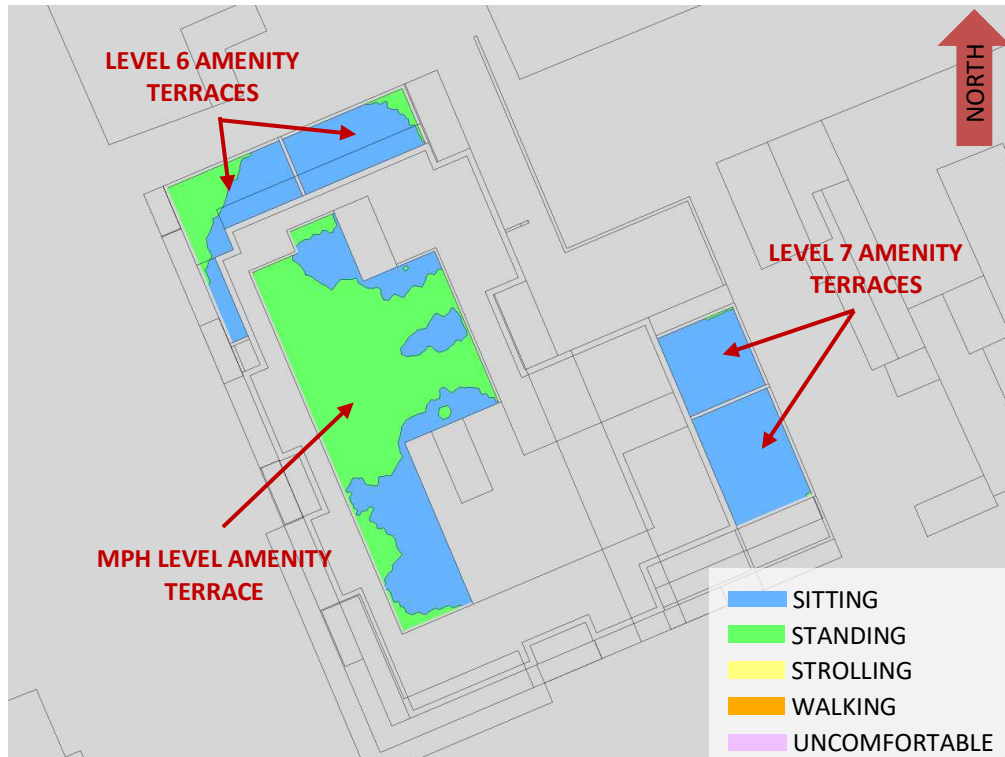 LEVEL 6 AMENITY
TERRACES
NORTH
LEVEL 7 AMENITY
TERRACES
MPH LEVEL AMENITY
TERRACE
SITTING
STANDING
STROLLING
WALKING
UNCOMFORTABLE